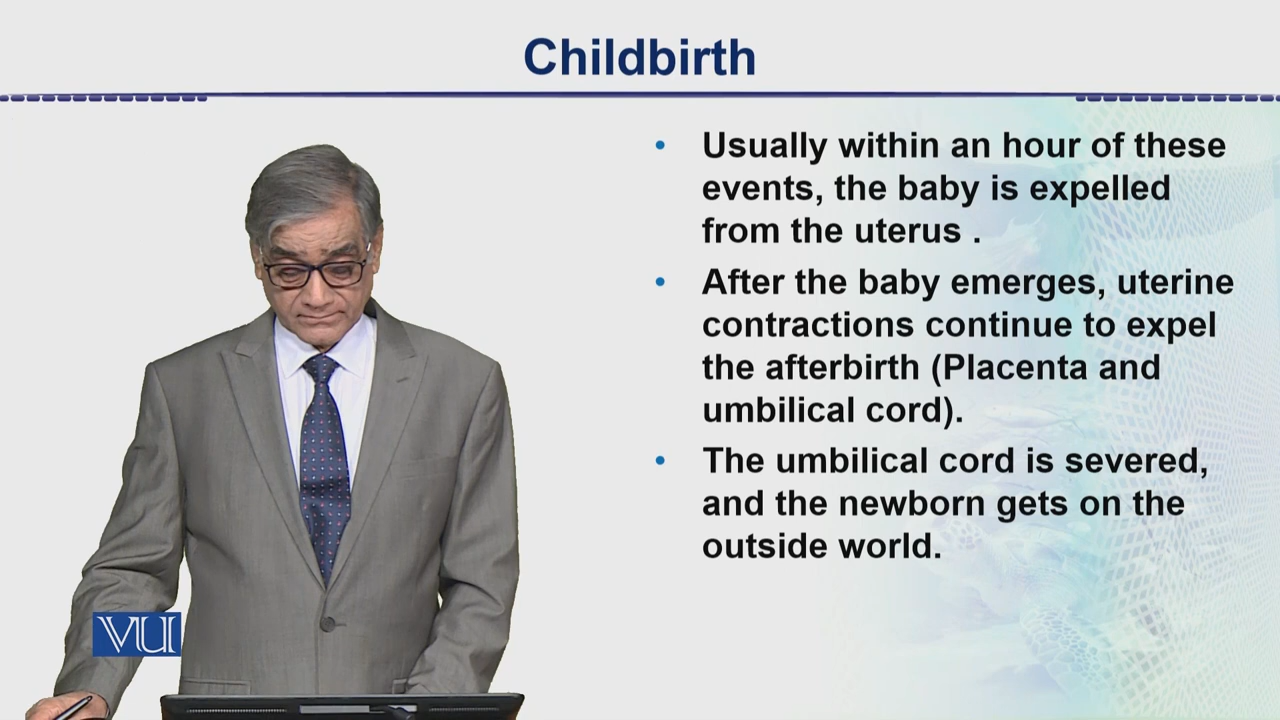 Childbirth
• Usually within an hour of these
events, the baby is expelled
from the uterus .
• After the baby emerges, uterine
contractions continue to expel
the afterbirth (Placenta and
umbilical cord).
• The umbilical cord is severed,
and the newborn gets on the
outside world.
VU